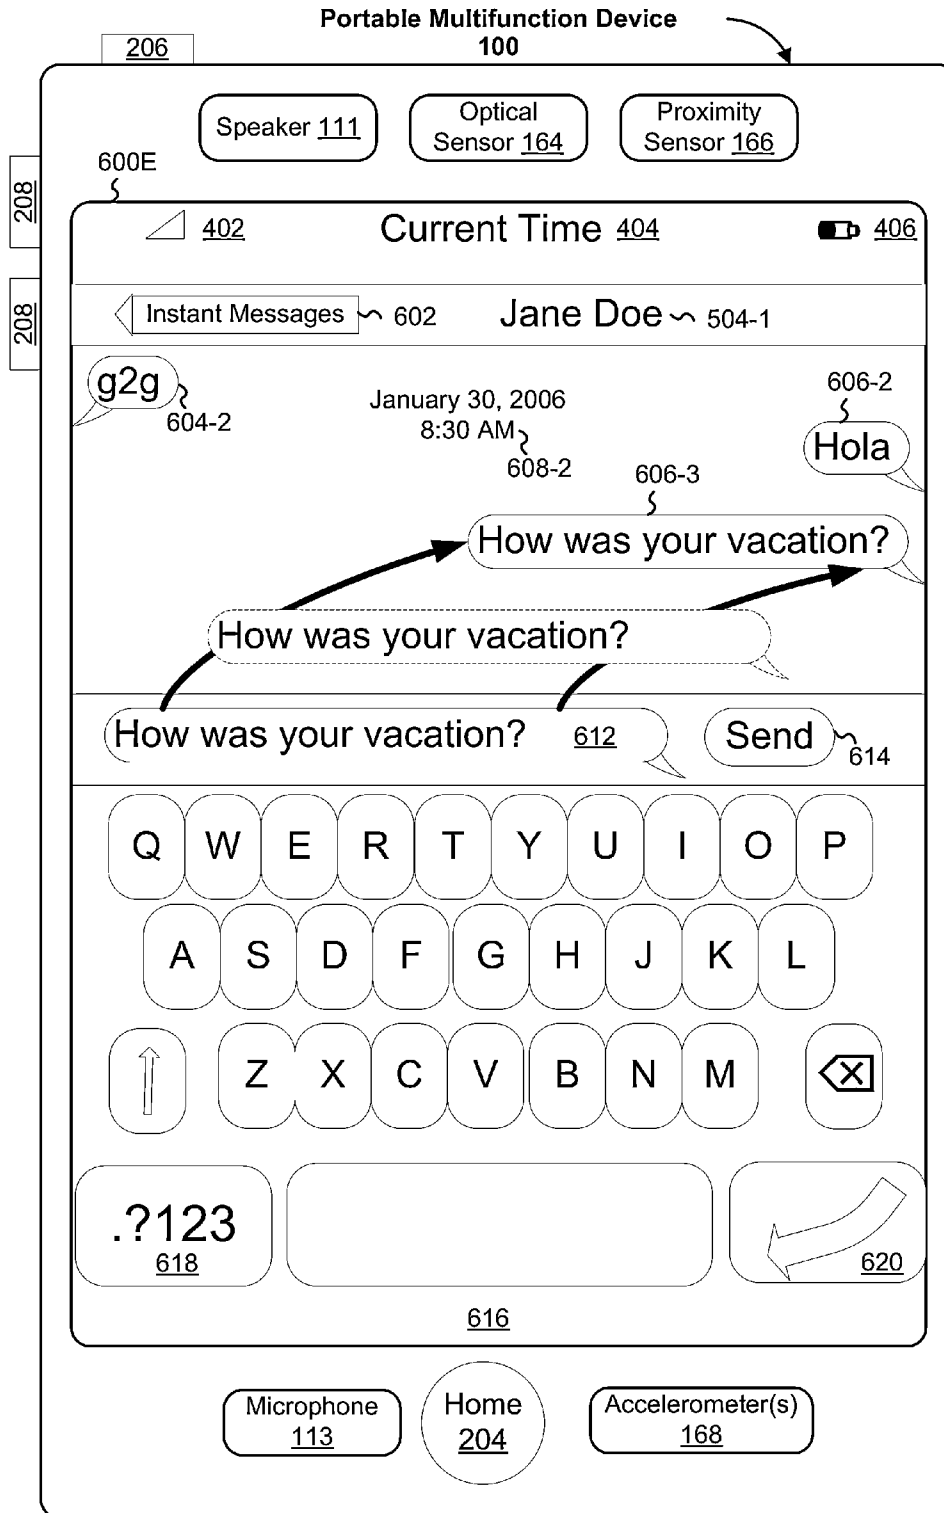 Portable Multifunction Device
100
206
Speaker 111
Optical
Sensor 164
Proximity
Sensor 166
600E
208
208
402
Current Time 404
406
Instant Messages
602
Jane Doe
504-1
g2g
604-2
January 30, 2006
8:30 AM
608-2
606-2
Hola
606-3
How was your vacation?
How was your vacation?
How was your vacation? 612
Send
614
Q W E R T Y U I O P
A S D F G H J K L
Z X C V B N M
.?123
618
620
616
Microphone
113
Home
204
Accelerometer(s)
168